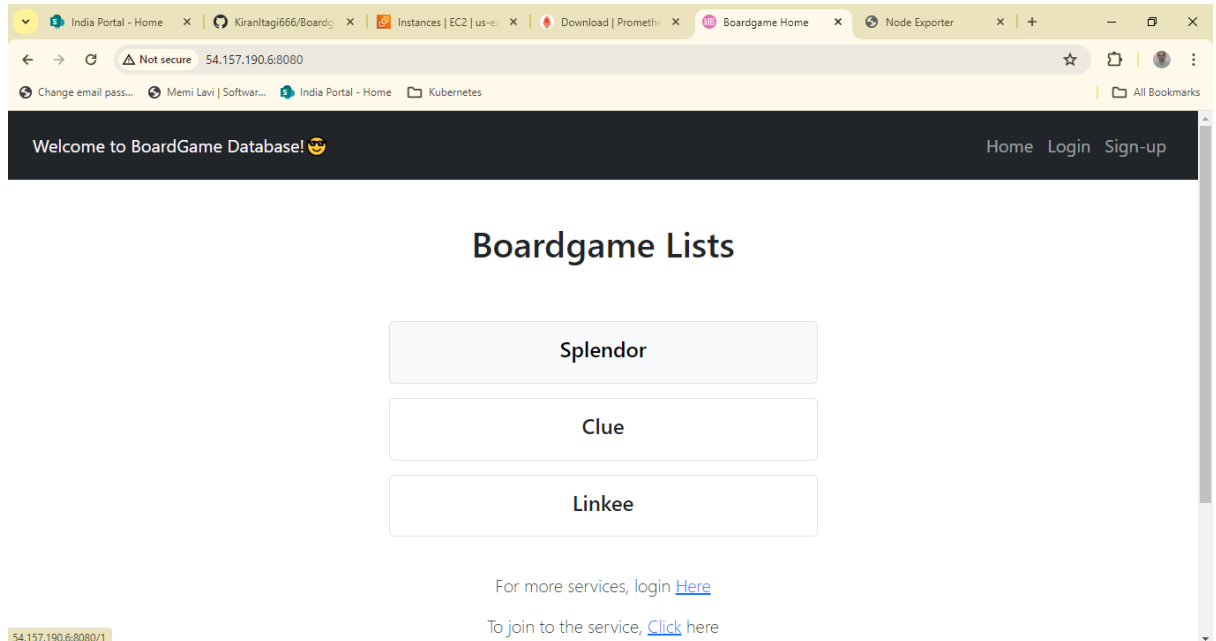 India Portal - Home
KiranItagi666/Boardg
Instances | EC2 | us-e
Download | Promethe
Boardgame Home
Node Exporter
Not secure 54.157.190.6:8080
Change email pass... Memi Lavi | Softwar... India Portal - Home Kubernetes All Bookmarks
Welcome to BoardGame Database!😎 Home Login Sign-up
Boardgame Lists
Splendor
Clue
Linkee
For more services, login Here
To join to the service, Click here
54.157.190.6:8080/1